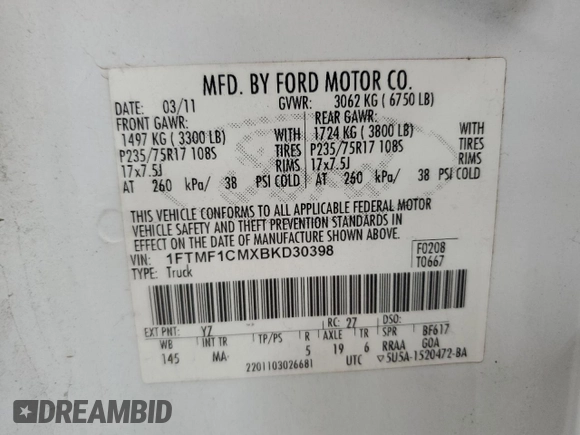 MFD. BY FORD MOTOR CO.
DATE: 03/11 GVWR: 3062 KG ( 6750 LB)
FRONT GAWR: REAR GAWR:
1497 KG ( 3300 LB) 1724 KG ( 3800 LB)
P235/75R17 108S TIRES P235/75R17 108S TIRES
17x7.5J RIMS 17x7.5J RIMS
AT 260 kPa/ 38 PSI COLD AT 260 kPa/ 38 PSI COLD
THIS VEHICLE CONFORMS TO ALL APPLICABLE FEDERAL MOTOR
VEHICLE SAFETY AND THEFT PREVENTION STANDARDS IN
EFFECT ON THE DATE OF MANUFACTURE SHOWN ABOVE.
VIN: 1FTMF1CMXBKD30398 F0208
TYPE: Truck T0667
EXT PNT: YZ RC: 27 DSO:
WB INT TR TP/PS R AXLE TR SPR BF617
145 MA 5 19 6 RRAA GOA
2201103026681 UTC 5U5A-1520472-BA
DREAMBID